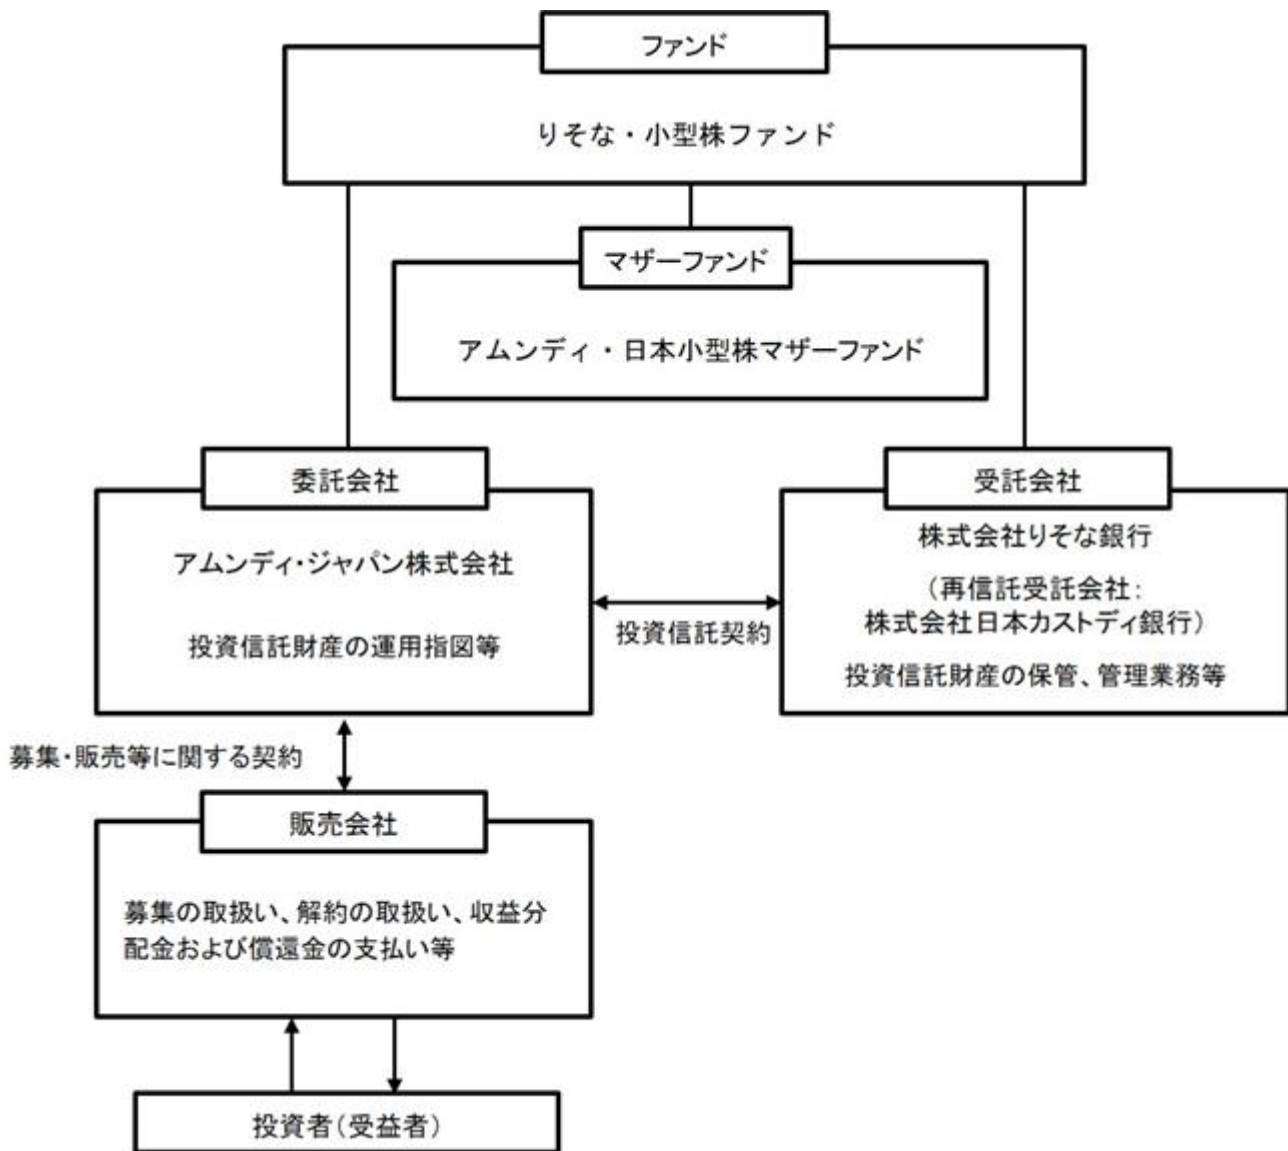 ファンド
りそな・小型株ファンド
マザーファンド
アムンディ・日本小型株マザーファンド
委託会社
アムンディ・ジャパン株式会社
投資信託財産の運用指図等
投資信託契約
受託会社
株式会社りそな銀行
（再信託受託会社：
株式会社日本カストディ銀行）
投資信託財産の保管、管理業務等
募集・販売等に関する契約
販売会社
募集の取扱い、解約の取扱い、収益分
配金および償還金の支払い等
投資者（受益者）